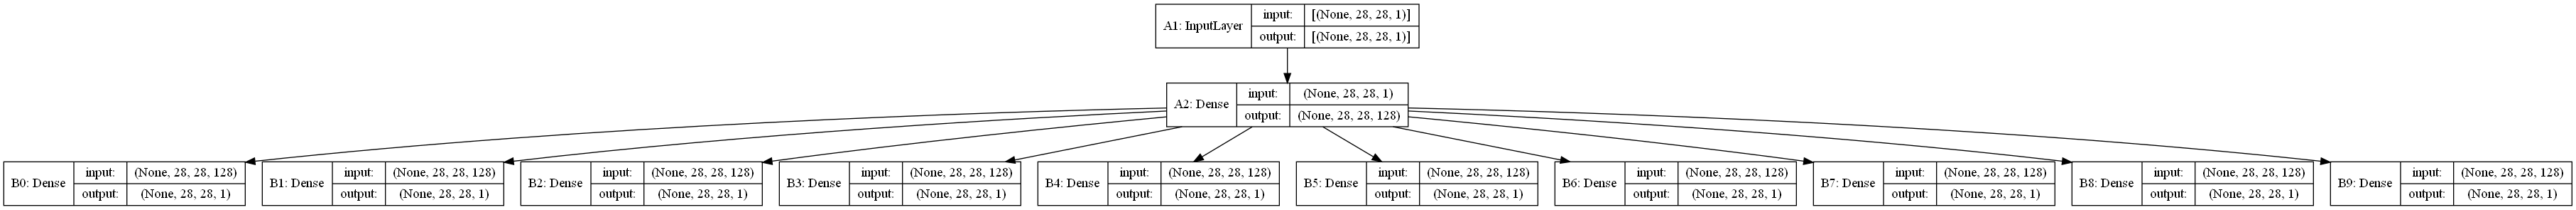 A1: InputLayer input: [(None, 28, 28, 1)]
output: [(None, 28, 28, 1)]
A2: Dense input: (None, 28, 28, 1)
output: (None, 28, 28, 128)
B0: Dense input: (None, 28, 28, 128)
output: (None, 28, 28, 1)
B1: Dense input: (None, 28, 28, 128)
output: (None, 28, 28, 1)
B2: Dense input: (None, 28, 28, 128)
output: (None, 28, 28, 1)
B3: Dense input: (None, 28, 28, 128)
output: (None, 28, 28, 1)
B4: Dense input: (None, 28, 28, 128)
output: (None, 28, 28, 1)
B5: Dense input: (None, 28, 28, 128)
output: (None, 28, 28, 1)
B6: Dense input: (None, 28, 28, 128)
output: (None, 28, 28, 1)
B7: Dense input: (None, 28, 28, 128)
output: (None, 28, 28, 1)
B8: Dense input: (None, 28, 28, 128)
output: (None, 28, 28, 1)
B9: Dense input: (None, 28, 28, 128)
output: (None, 28, 28, 1)